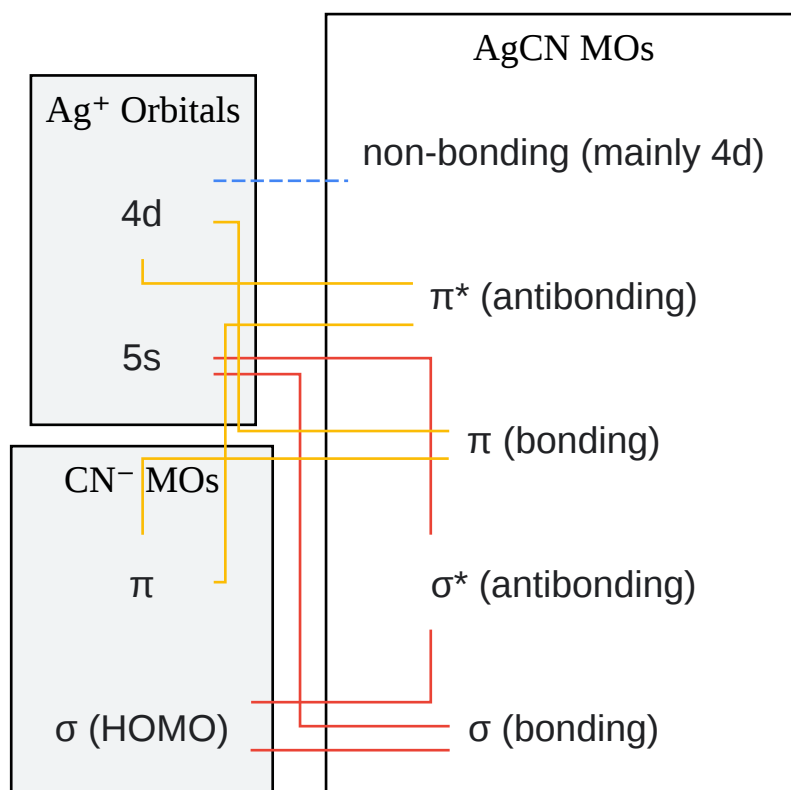 AgCN MOs
Ag⁺ Orbitals
non-bonding (mainly 4d)
4d
π* (antibonding)
5s
π (bonding)
CN⁻ MOs
π
σ* (antibonding)
σ (HOMO)
σ (bonding)